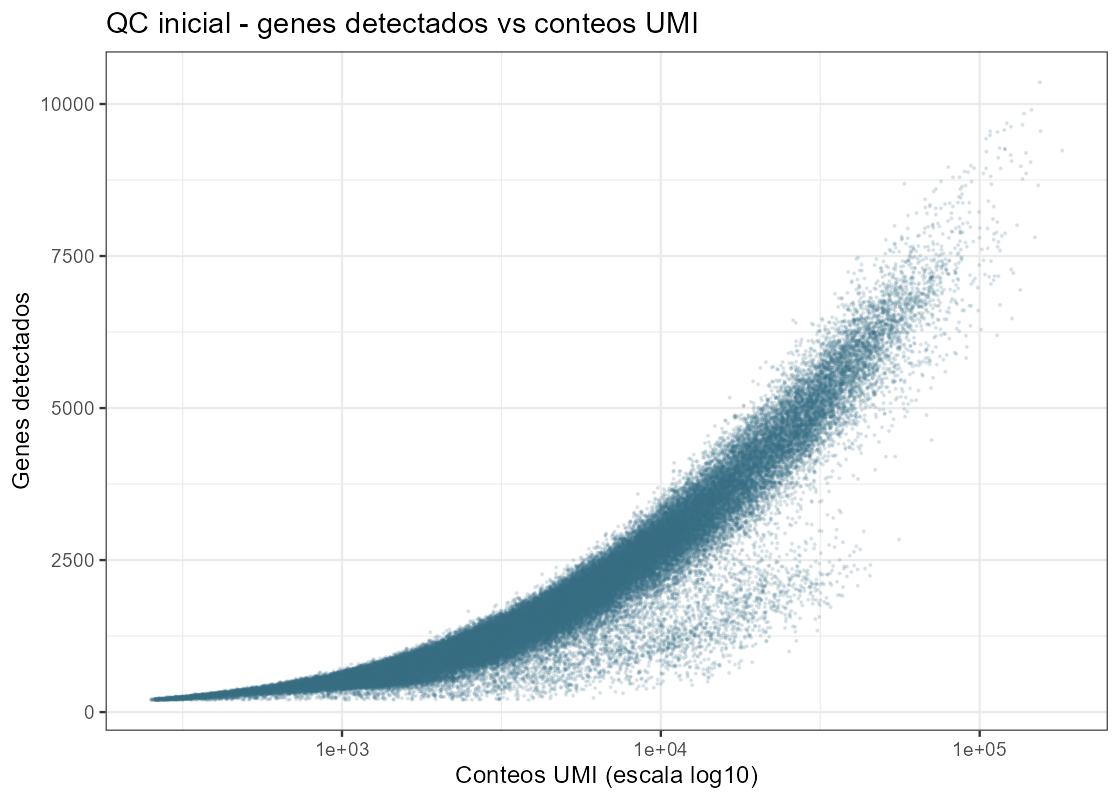 QC inicial - genes detectados vs conteos UMI
Genes detectados
10000
7500
5000
2500
0
1e+03
1e+04
1e+05
Conteos UMI (escala log10)